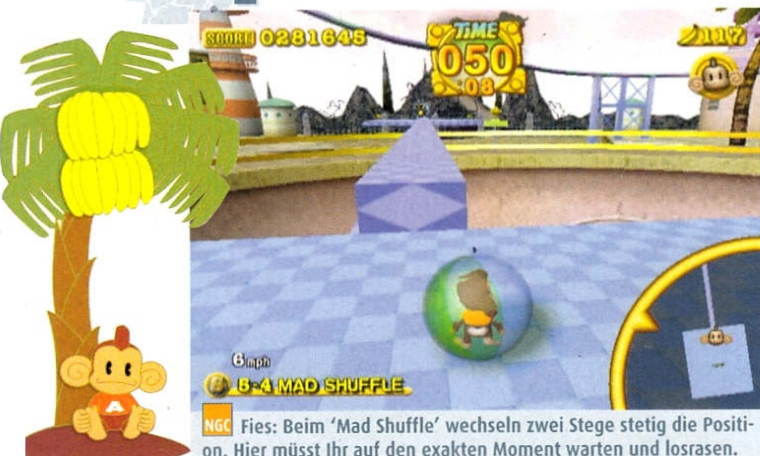 SCORE 0281645
TIME
050
08
117
6mph
5-4 MAD SHUFFLE
A
NGC Fies: Beim ‘Mad Shuffle’ wechseln zwei Stege stetig die Positi-
on. Hier müsst Ihr auf den exakten Moment warten und losrasen.